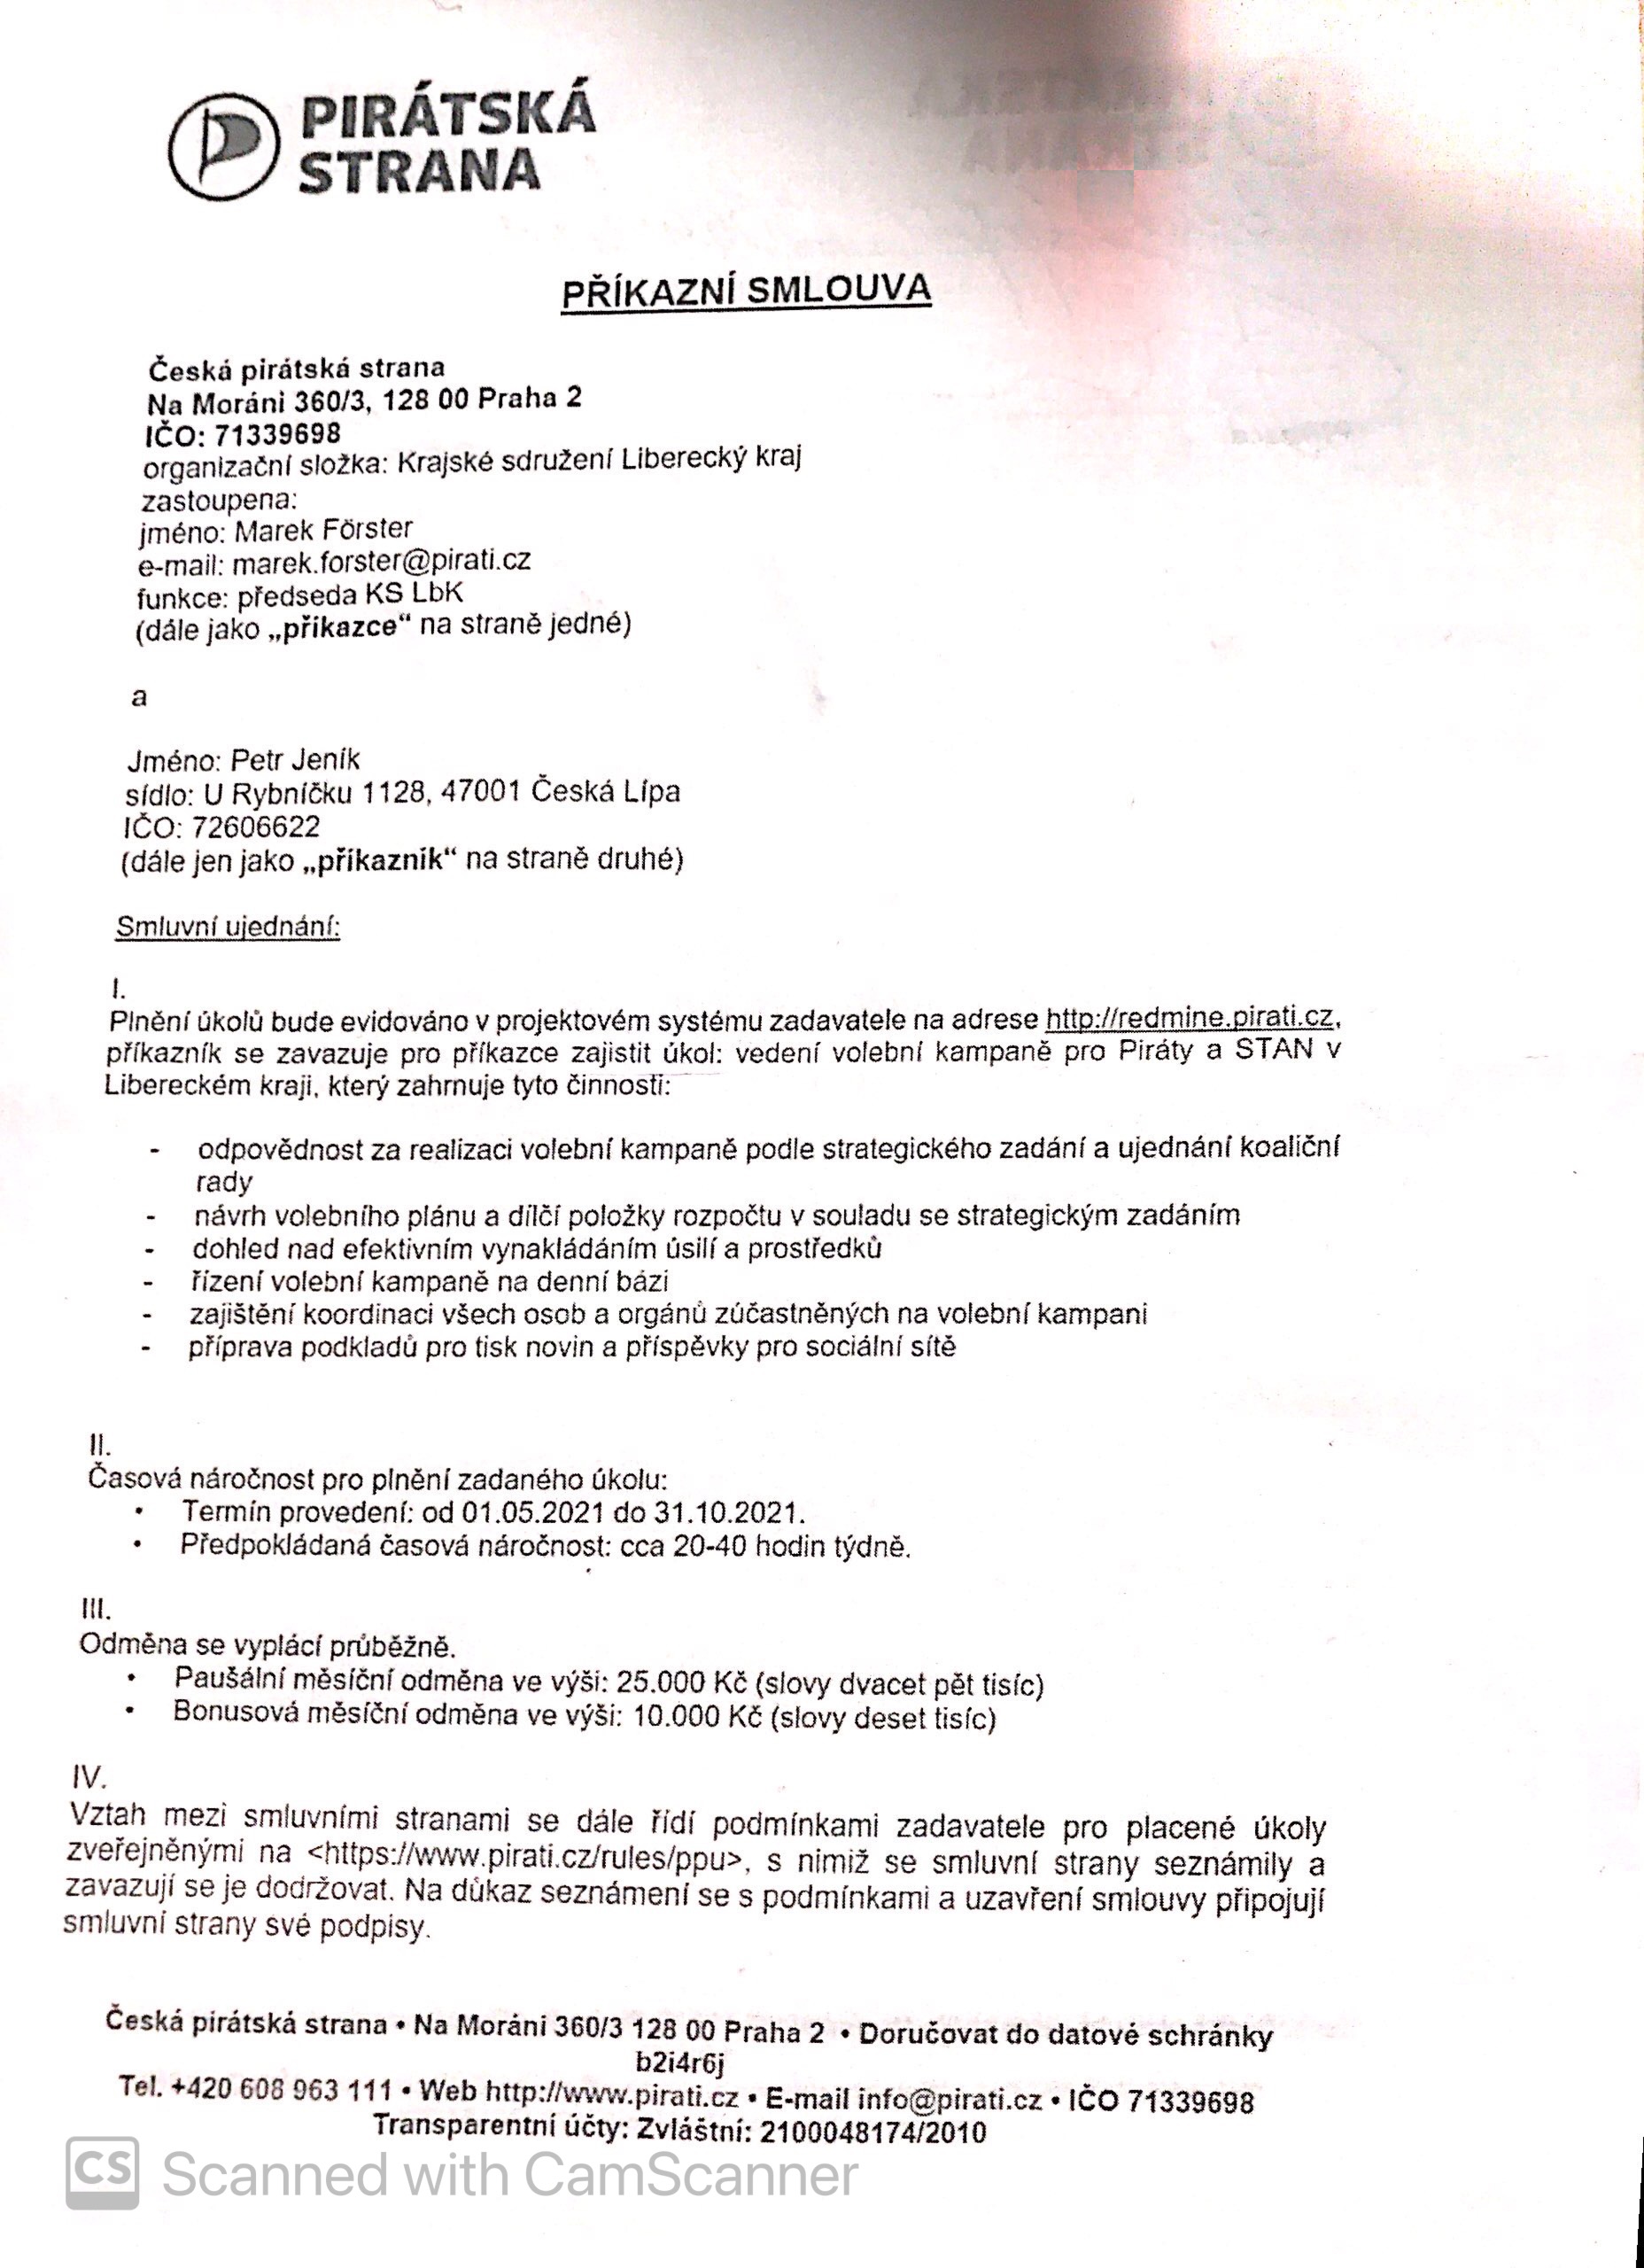 PIRÁTSKÁ
STRANA
PŘÍKAZNÍ SMLOUVA
Česká pirátská strana
Na Moráni 360/3, 128 00 Praha 2
IČO: 71339698
organizační složka: Krajské sdružení Liberecký kraj
zastoupena:
jméno: Marek Förster
e-mail: marek.forster@pirati.cz
funkce: předseda KS LbK
(dále jako „příkazce“ na straně jedné)
a
Jméno: Petr Jeník
sídlo: U Rybníčku 1128, 47001 Česká Lípa
IČO: 72606622
(dále jen jako „příkazník“ na straně druhé)
Smluvní ujednání:
I.
Plnění úkolů bude evidováno v projektovém systému zadavatele na adrese http://redmine.pirati.cz,
příkazník se zavazuje pro příkazce zajistit úkol: vedení volební kampaně pro Piráty a STAN v
Libereckém kraji, který zahrnuje tyto činnosti:
- odpovědnost za realizaci volební kampaně podle strategického zadání a ujednání koaliční
rady
- návrh volebního plánu a dílčí položky rozpočtu v souladu se strategickým zadáním
- dohled nad efektivním vynakládáním úsilí a prostředků
- řízení volební kampaně na denní bázi
- zajištění koordinaci všech osob a orgánů zúčastněných na volební kampani
- příprava podkladů pro tisk novin a příspěvky pro sociální sítě
II.
Časová náročnost pro plnění zadaného úkolu:
• Termín provedení: od 01.05.2021 do 31.10.2021.
• Předpokládaná časová náročnost: cca 20-40 hodin týdně.
III.
Odměna se vyplácí průběžně.
• Paušální měsíční odměna ve výši: 25.000 Kč (slovy dvacet pět tisíc)
• Bonusová měsíční odměna ve výši: 10.000 Kč (slovy deset tisíc)
IV.
Vztah mezi smluvními stranami se dále řídí podmínkami zadavatele pro placené úkoly
zveřejněnými na <https://www.pirati.cz/rules/ppu>, s nimiž se smluvní strany seznámily a
zavazují se je dodržovat. Na důkaz seznámení se s podmínkami a uzavření smlouvy připojují
smluvní strany své podpisy.
Česká pirátská strana • Na Moráni 360/3 128 00 Praha 2 • Doručovat do datové schránky
b2i4r6j
Tel. +420 608 963 111 • Web http://www.pirati.cz • E-mail info@pirati.cz • IČO 71339698
Transparentní účty: Zvláštní: 2100048174/2010
CS Scanned with CamScanner